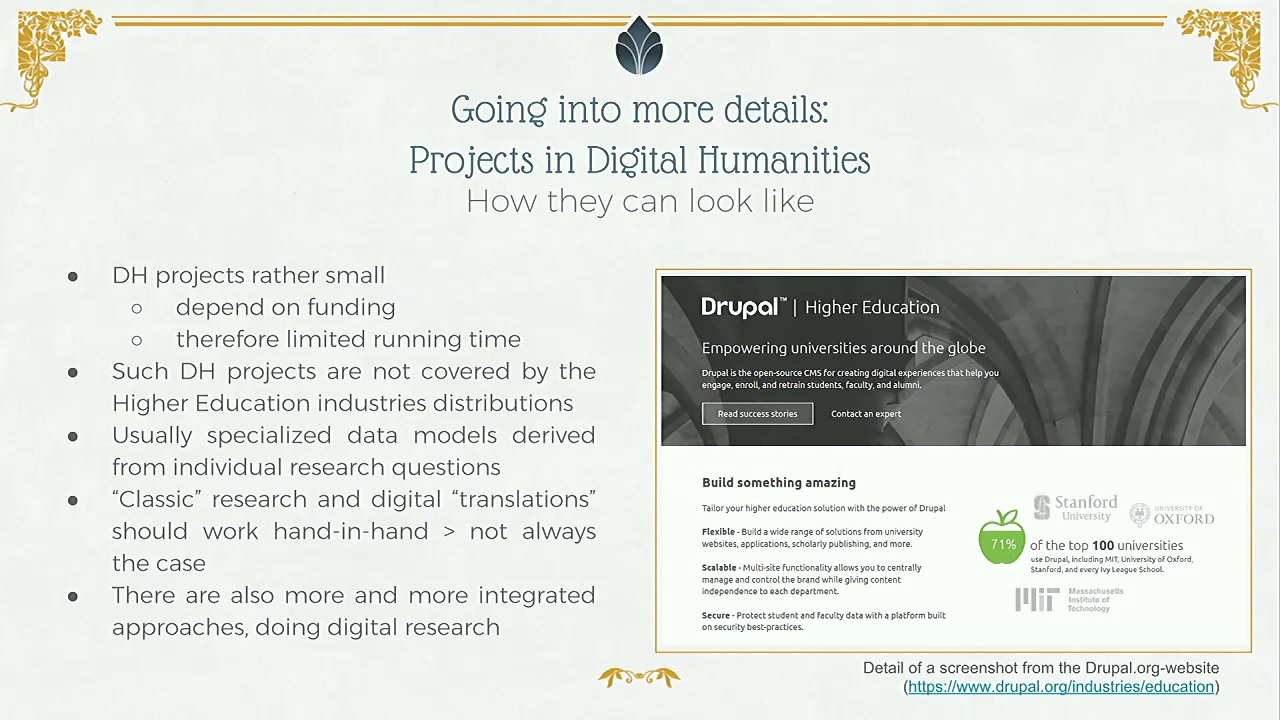 Going into more details:
Projects in Digital Humanities
How they can look like
● DH projects rather small
○ depend on funding
○ therefore limited running time
● Such DH projects are not covered by the
Higher Education industries distributions
● Usually specialized data models derived
from individual research questions
● “Classic” research and digital “translations”
should work hand-in-hand > not always
the case
● There are also more and more integrated
approaches, doing digital research
Drupal™ | Higher Education
Empowering universities around the globe
Drupal is the open-source CMS for creating digital experiences that help you
engage, enroll, and retrain students, faculty, and alumni.
Read success stories Contact an expert
Build something amazing
Tailor your higher education solution with the power of Drupal
Flexible - Build a wide range of solutions from university
websites, applications, scholarly publishing, and more.
Scalable - Multi-site functionality allows you to centrally
manage and control the brand while giving content
independence to each department.
Secure - Protect student and faculty data with a platform built
on security best-practices.
Stanford
University
UNIVERSITY OF
OXFORD
71%
of the top 100 universities
use Drupal, including MIT, University of Oxford,
Stanford, and every Ivy League School.
Massachusetts
Institute of
Technology
Detail of a screenshot from the Drupal.org-website
(https://www.drupal.org/industries/education)